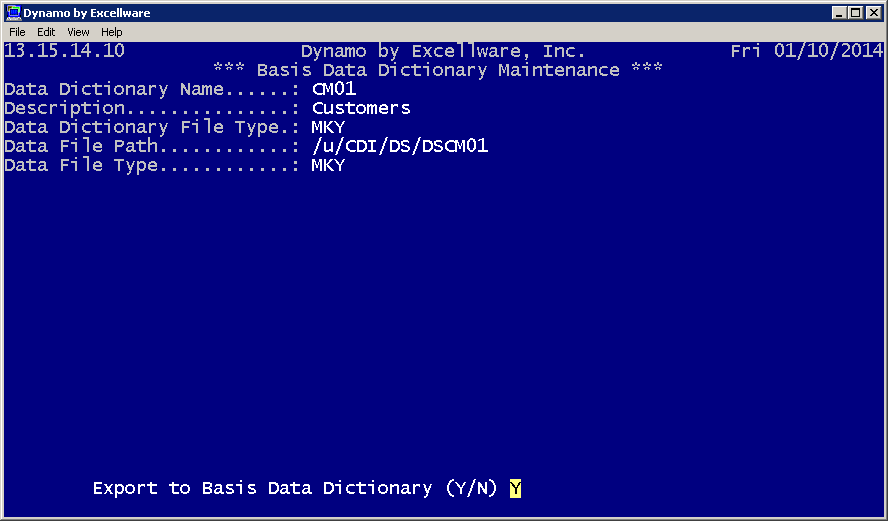 Dynamo by Excellware
File Edit View Help
13.15.14.10 Dynamo by Excellware, Inc. Fri 01/10/2014
*** Basis Data Dictionary Maintenance ***
Data Dictionary Name......: CM01
Description...............: Customers
Data Dictionary File Type.: MKY
Data File Path............: /u/CDI/DS/DSCM01
Data File Type............: MKY
Export to Basis Data Dictionary (Y/N) Y